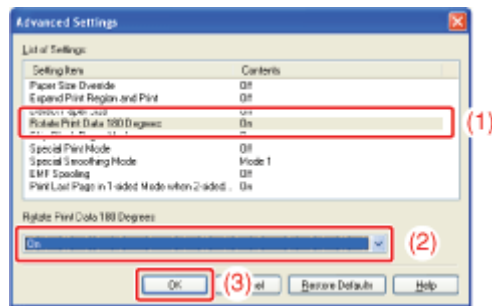 Advanced Settings
List of Settings
Setting Item Contents
Paper Size Override Off
Expand Print Region and Print Off
Rotate Print Data 180 Degrees On
(1)
Special Print Mode Off
Special Smoothing Mode Mode 1
EMF Spooling Off
Print Last Page in 1-sided Mode when 2-sided... On
Rotate Print Data 180 Degrees
On
(2)
OK (3) el Restore Defaults Help